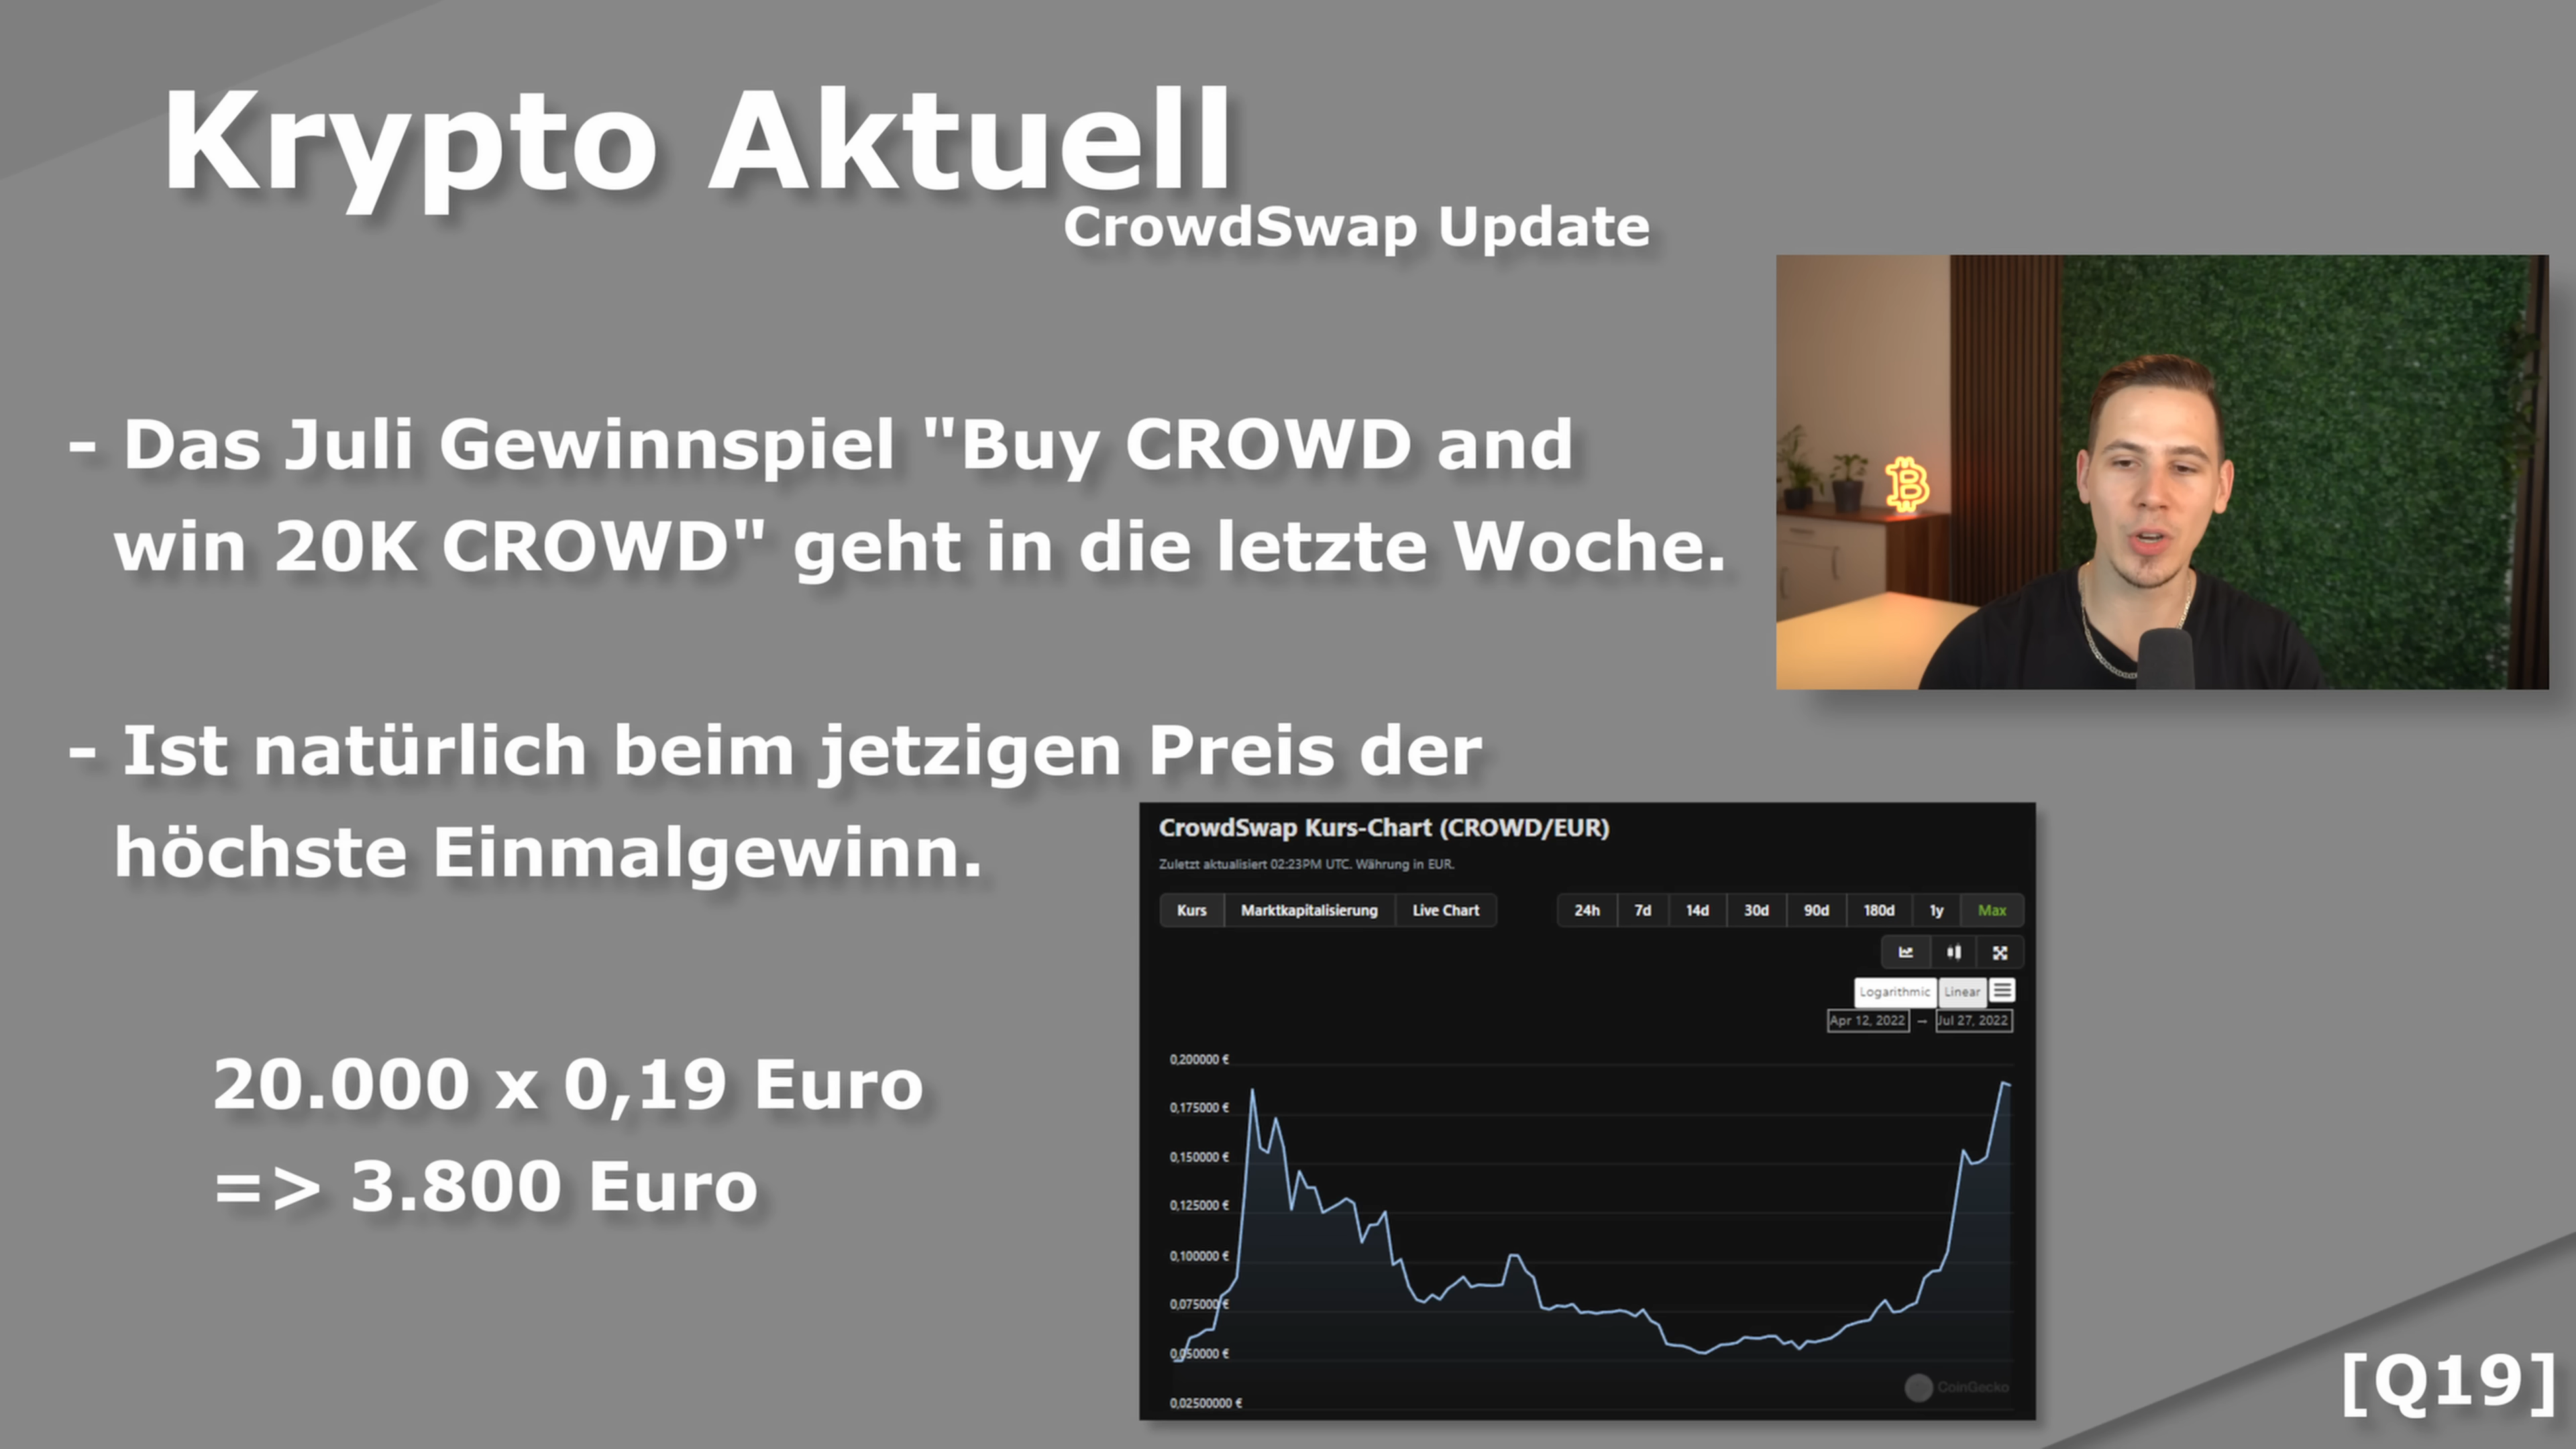 Krypto Aktuell
CrowdSwap Update
- Das Juli Gewinnspiel "Buy CROWD and
win 20K CROWD" geht in die letzte Woche.
- Ist natürlich beim jetzigen Preis der
höchste Einmalgewinn.
20.000 x 0,19 Euro
=> 3.800 Euro
CrowdSwap Kurs-Chart (CROWD/EUR)
Zuletzt aktualisiert 02:23PM UTC. Währung in EUR.
Kurs Marktkapitalisierung Live Chart 24h 7d 14d 30d 90d 180d 1y Max
Logarithmic Linear
Apr 12, 2022 → Jul 27, 2022
0,200000 €
0,175000 €
0,150000 €
0,125000 €
0,100000 €
0,075000 €
0,050000 €
0,02500000 €
CoinGecko
[Q19]